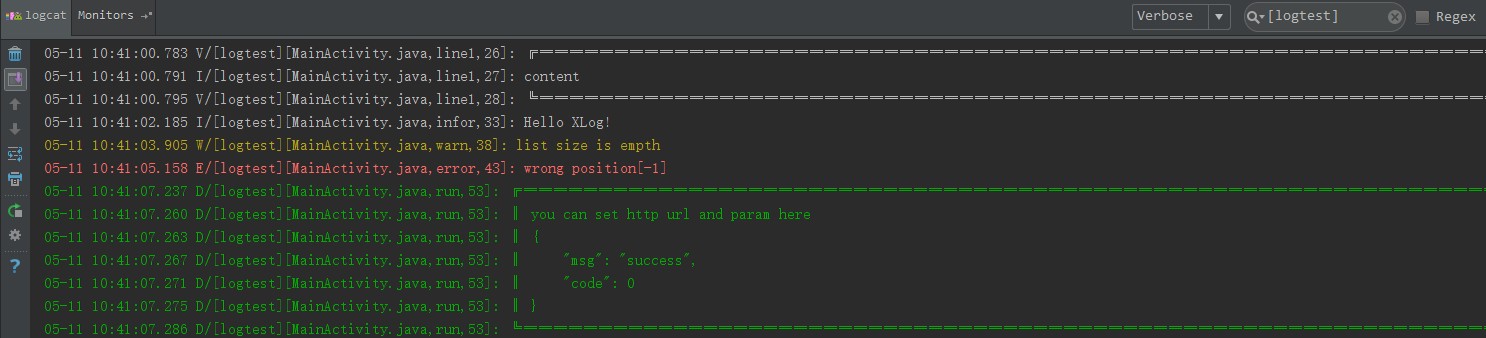 logcat Monitors Verbose [logtest] Regex
05-11 10:41:00.783 V/[logtest][MainActivity.java,line1,26]: ╔════════════════════════════════════════
05-11 10:41:00.791 I/[logtest][MainActivity.java,line1,27]: content
05-11 10:41:00.795 V/[logtest][MainActivity.java,line1,28]: ╚════════════════════════════════════════
05-11 10:41:02.185 I/[logtest][MainActivity.java,infor,33]: Hello XLog!
05-11 10:41:03.905 W/[logtest][MainActivity.java,warn,38]: list size is empth
05-11 10:41:05.158 E/[logtest][MainActivity.java,error,43]: wrong position[-1]
05-11 10:41:07.237 D/[logtest][MainActivity.java,run,53]: ╔════════════════════════════════════════
05-11 10:41:07.260 D/[logtest][MainActivity.java,run,53]: ║ you can set http url and param here
05-11 10:41:07.263 D/[logtest][MainActivity.java,run,53]: ║ {
05-11 10:41:07.267 D/[logtest][MainActivity.java,run,53]: ║     "msg": "success",
05-11 10:41:07.271 D/[logtest][MainActivity.java,run,53]: ║     "code": 0
05-11 10:41:07.275 D/[logtest][MainActivity.java,run,53]: ║ }
05-11 10:41:07.286 D/[logtest][MainActivity.java,run,53]: ╚════════════════════════════════════════